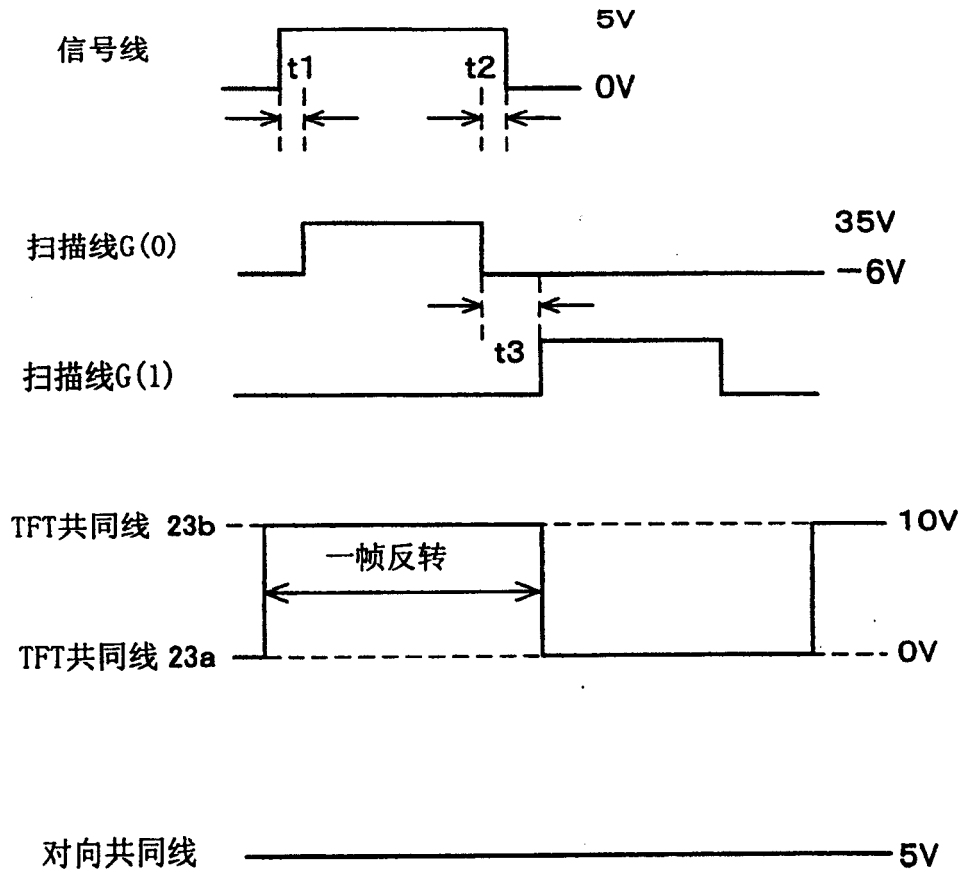 5V
信号线
t1
t2
0V
35V
扫描线G(0)
-6V
t3
扫描线G(1)
TFT共同线 23b
10V
一帧反转
TFT共同线 23a
0V
对向共同线
5V